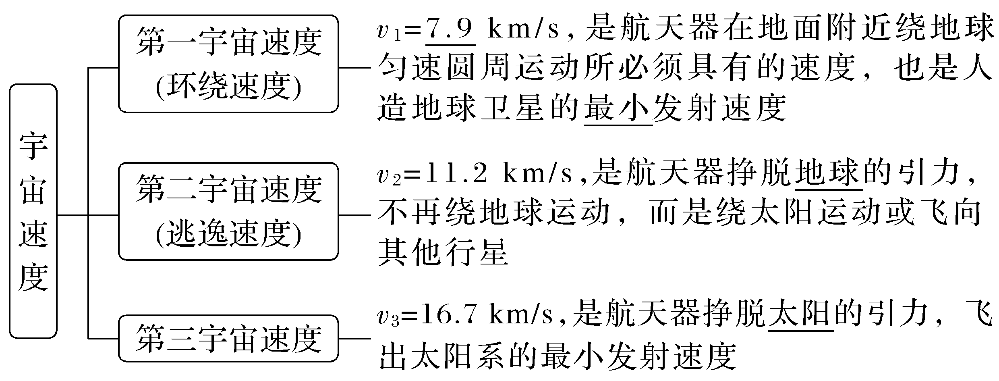 宇宙速度
第一宇宙速度
(环绕速度)
v1=7.9 km/s,是航天器在地面附近绕地球
匀速圆周运动所必须具有的速度，也是人
造地球卫星的最小发射速度
第二宇宙速度
(逃逸速度)
v2=11.2 km/s,是航天器挣脱地球的引力，
不再绕地球运动，而是绕太阳运动或飞向
其他行星
第三宇宙速度
v3=16.7 km/s,是航天器挣脱太阳的引力，飞
出太阳系的最小发射速度